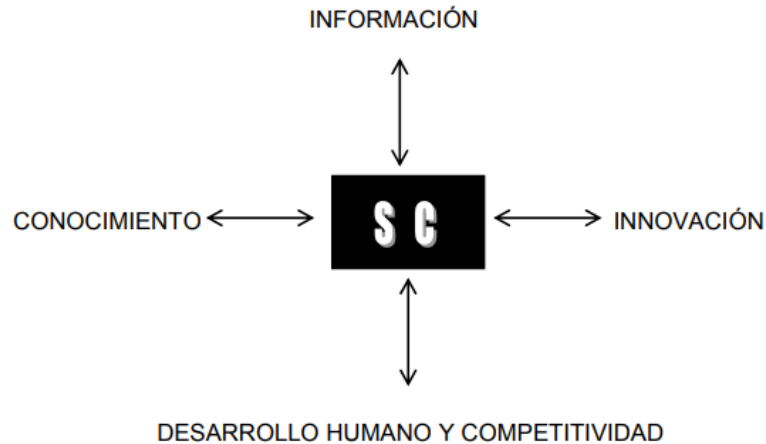 INFORMACIÓN
CONOCIMIENTO
S C
INNOVACIÓN
DESARROLLO HUMANO Y COMPETITIVIDAD